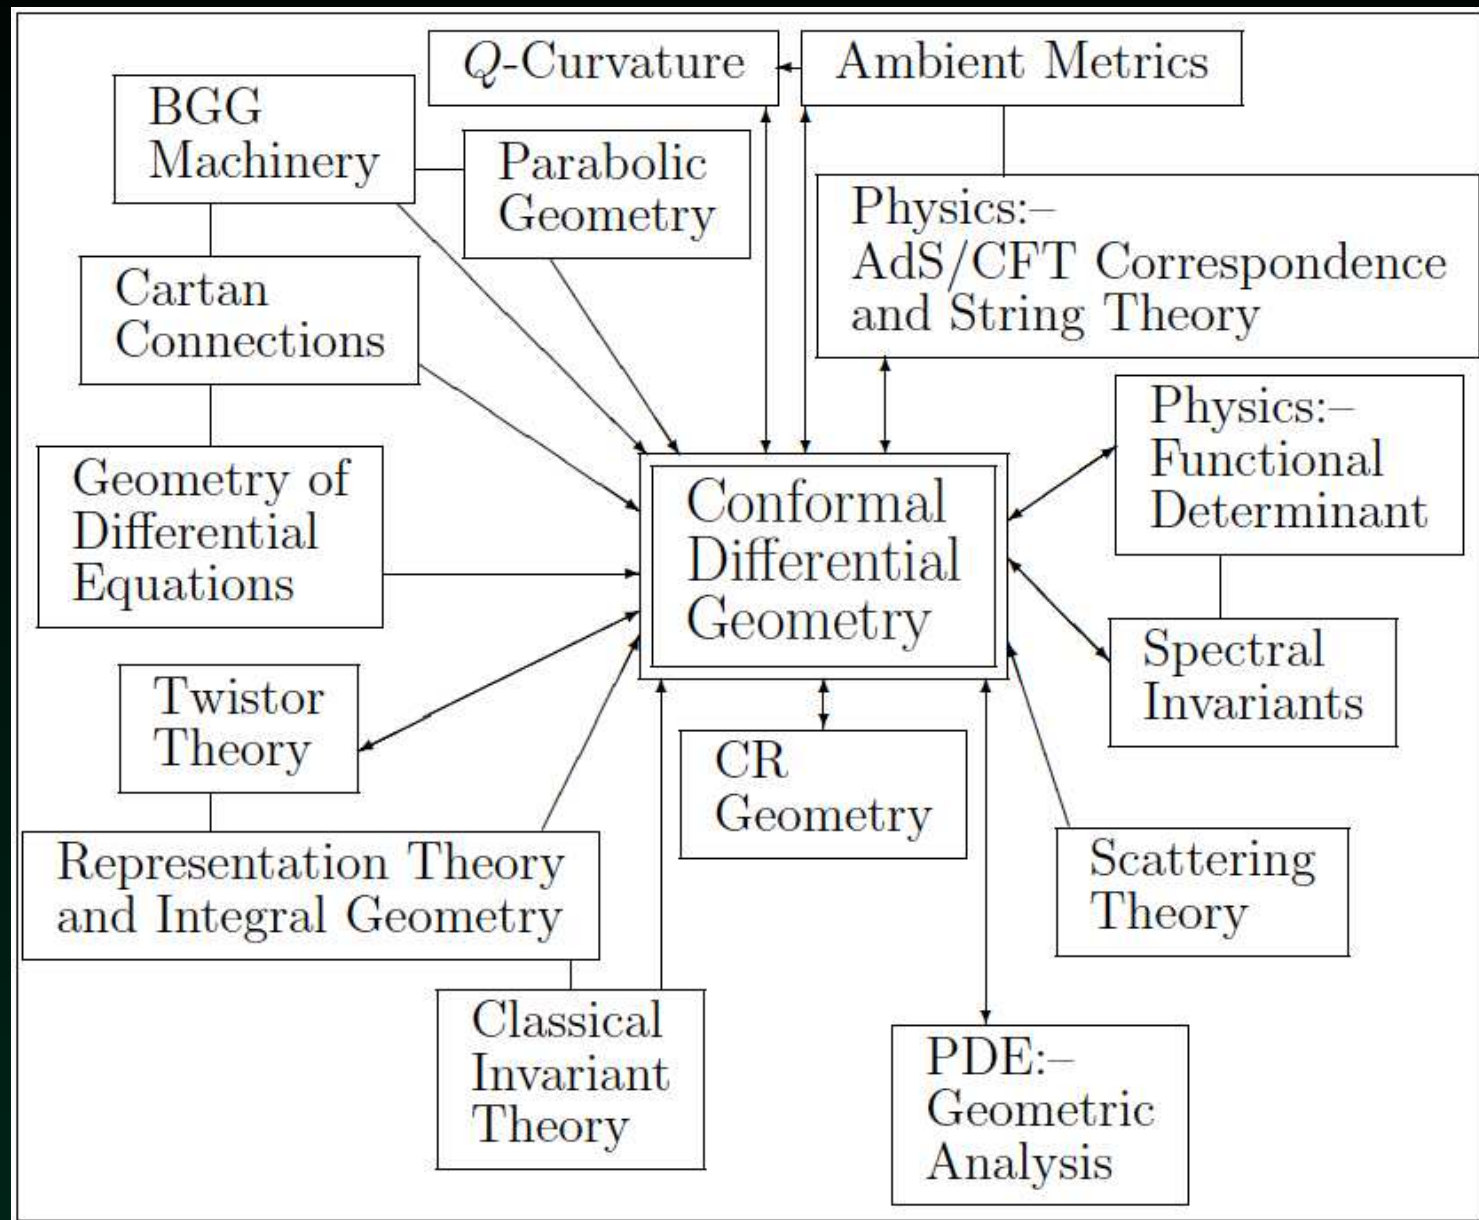 Q-Curvature
Ambient Metrics
BGG
Machinery
Parabolic
Geometry
Physics:–
AdS/CFT Correspondence
and String Theory
Cartan
Connections
Physics:–
Functional
Determinant
Geometry of
Differential
Equations
Conformal
Differential
Geometry
Spectral
Invariants
Twistor
Theory
CR
Geometry
Representation Theory
and Integral Geometry
Scattering
Theory
Classical
Invariant
Theory
PDE:–
Geometric
Analysis